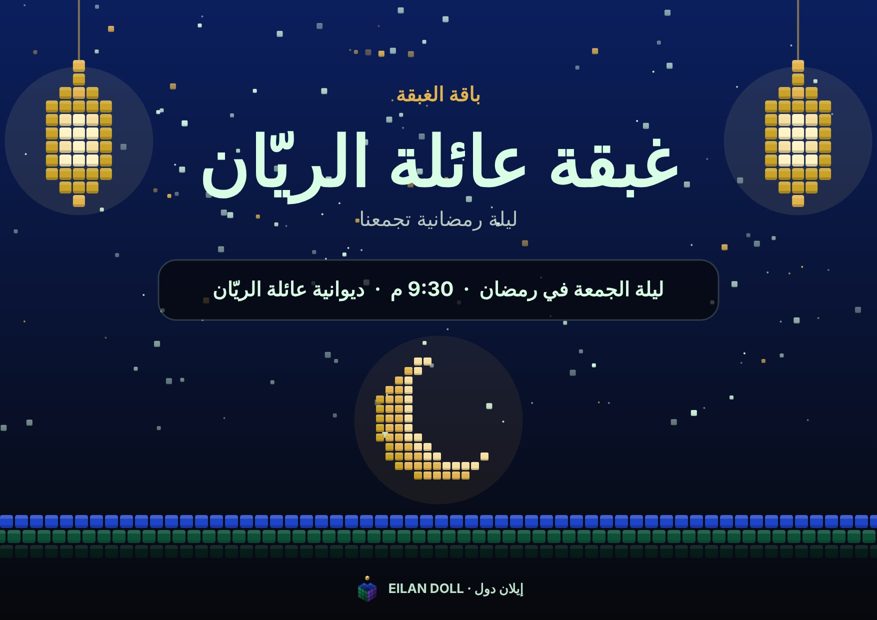 باقة الغبقة
غبقة عائلة الريّان
ليلة رمضانية تجمعنا
ليلة الجمعة في رمضان · 9:30 م · ديوانية عائلة الريّان
إيلان دول · EILAN DOLL